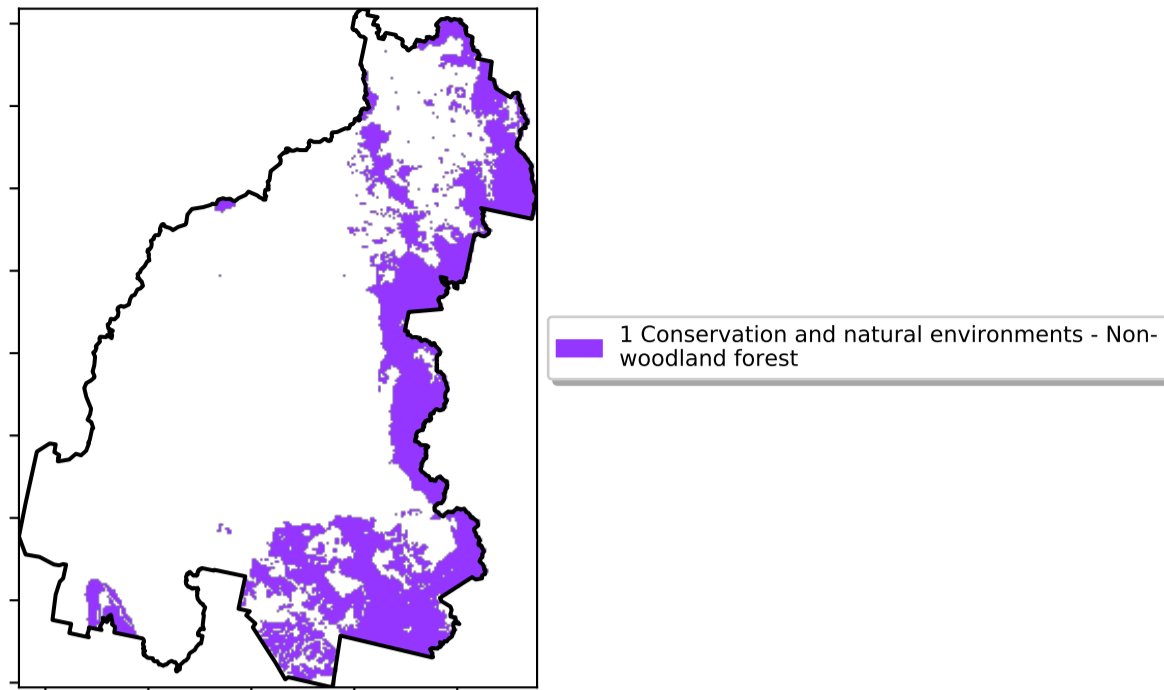 1 Conservation and natural environments - Non-
woodland forest